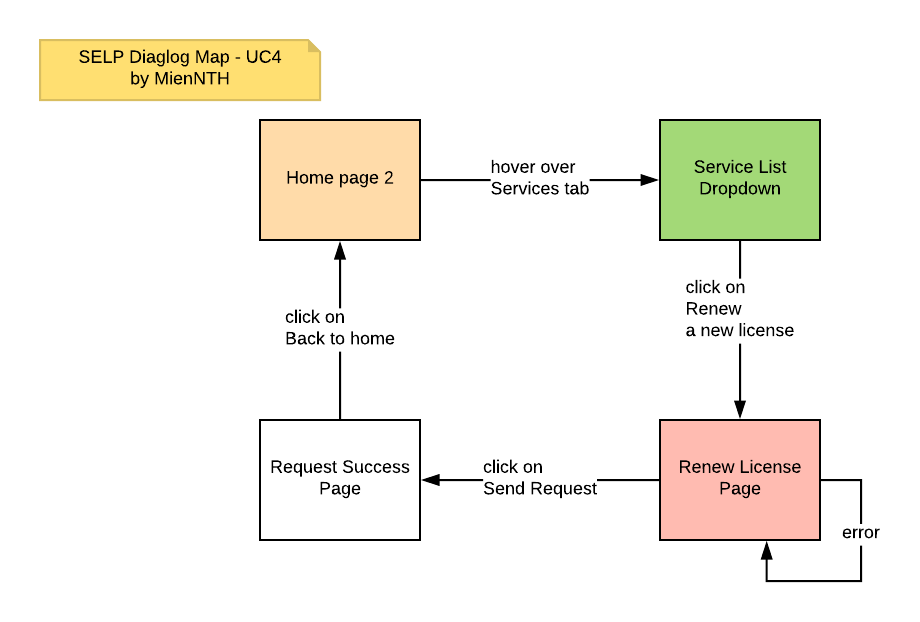 SELP Diaglog Map - UC4
by MienNTH
Home page 2
hover over
Services tab
Service List
Dropdown
click on
Renew
a new license
click on
Back to home
Request Success
Page
click on
Send Request
Renew License
Page
error